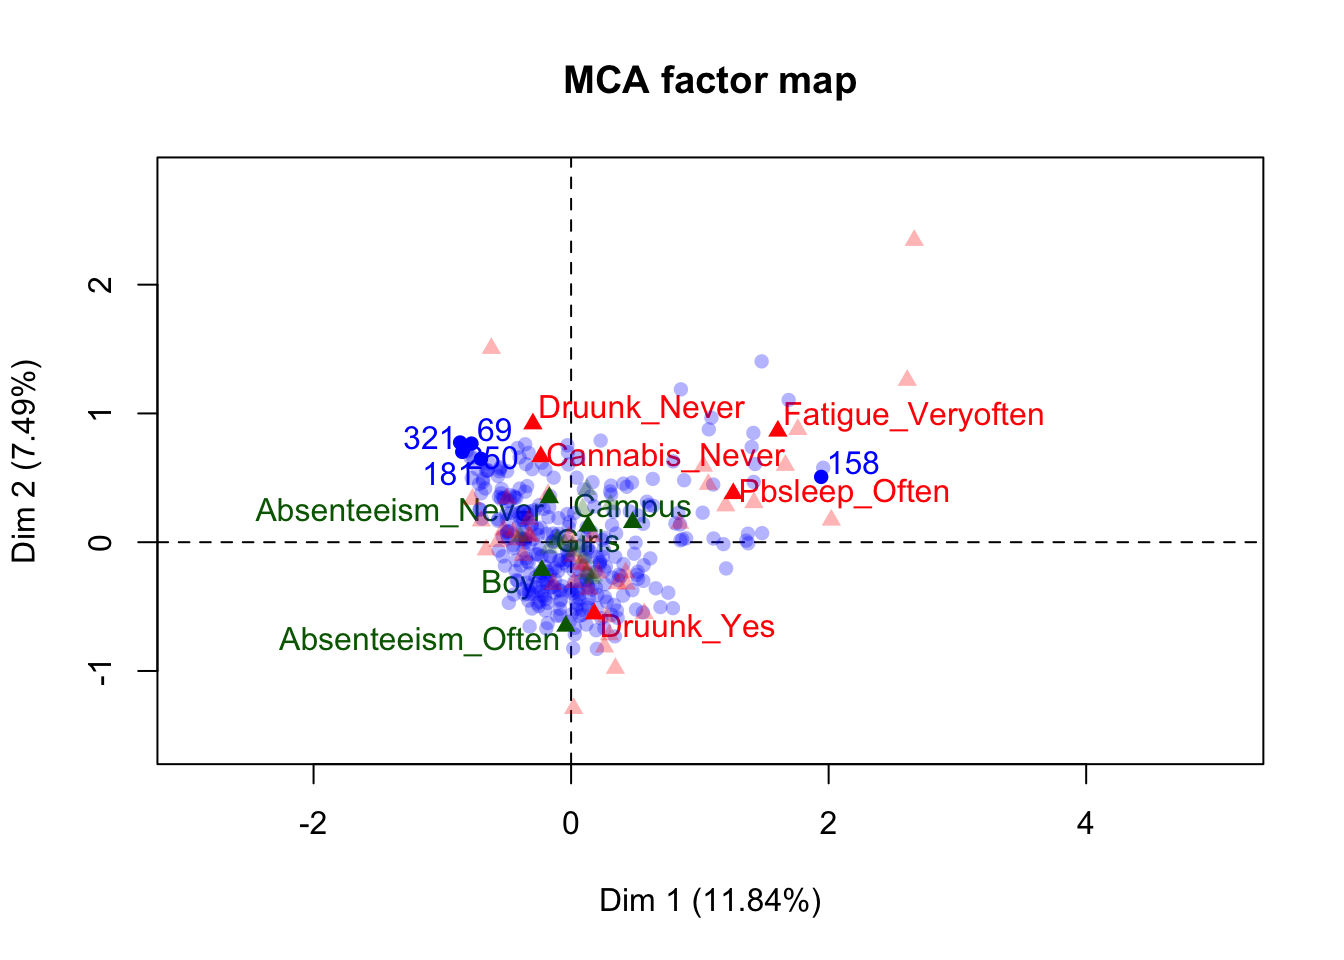 MCA factor map
Dim 2 (7.49%)
2
1
0
-1
Druunk_Never
Fatigue_Veryoften
321
69
250
181
Cannabis_Never
158
Pbsleep_Often
Absenteeism_Never
Campus
Girls
Boy
Druunk_Yes
Absenteeism_Often
-2
0
2
4
Dim 1 (11.84%)